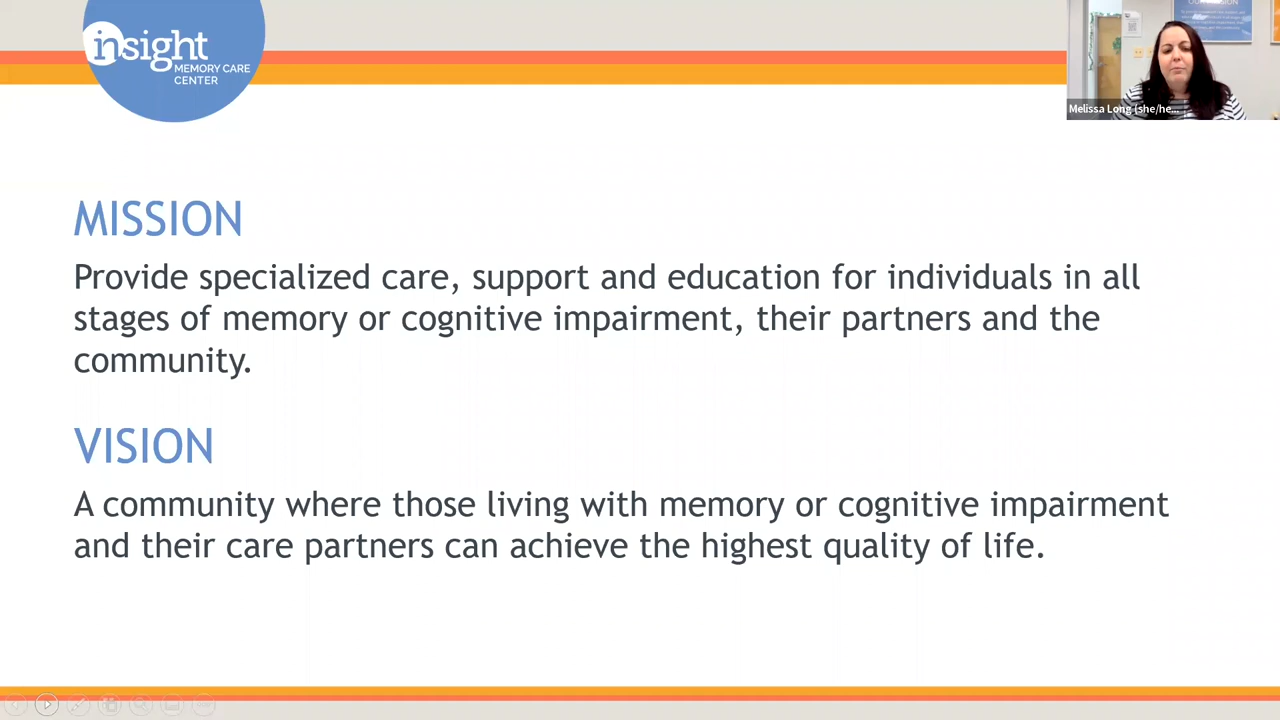 insight
MEMORY CARE
CENTER
Melissa Long (she/he...
MISSION
Provide specialized care, support and education for individuals in all
stages of memory or cognitive impairment, their partners and the
community.
VISION
A community where those living with memory or cognitive impairment
and their care partners can achieve the highest quality of life.